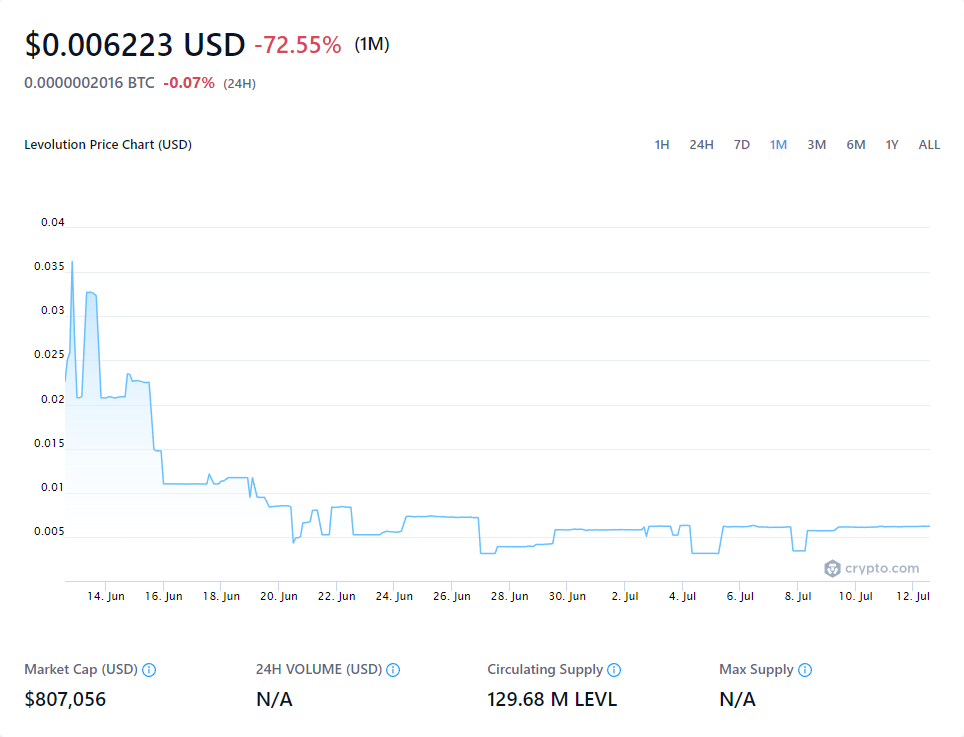 $0.006223 USD -72.55% (1M)
0.0000002016 BTC -0.07% (24H)
Levolution Price Chart (USD) 1H 24H 7D 1M 3M 6M 1Y ALL
0.04
0.035
0.03
0.025
0.02
0.015
0.01
0.005
crypto.com
14. Jun 16. Jun 18. Jun 20. Jun 22. Jun 24. Jun 26. Jun 28. Jun 30. Jun 2. Jul 4. Jul 6. Jul 8. Jul 10. Jul 12. Jul
Market Cap (USD) 24H VOLUME (USD) Circulating Supply Max Supply
$807,056 N/A 129.68 M LEVL N/A